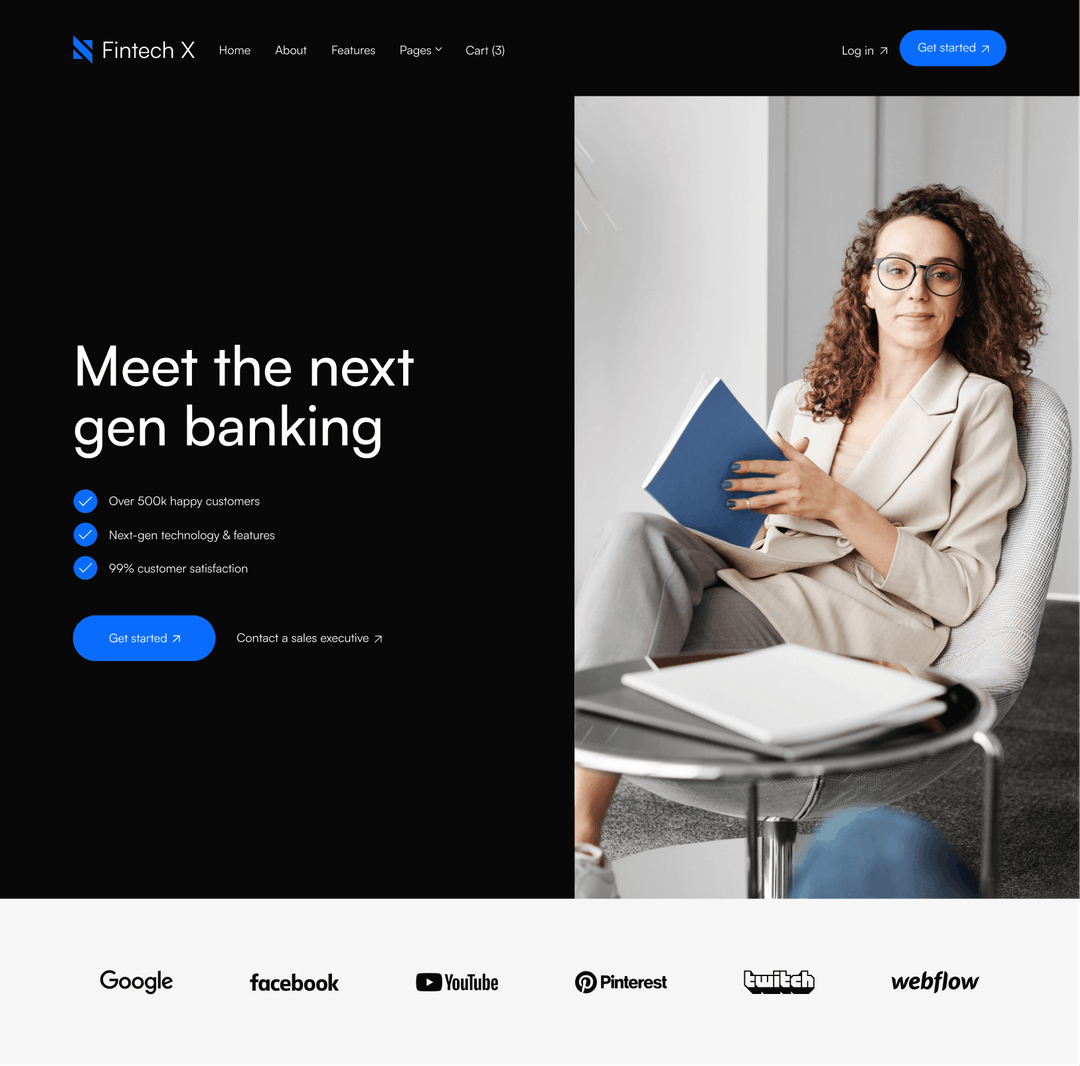 Fintech X
Home About Features Pages Cart (3)
Log in Get started
Meet the next
gen banking
Over 500k happy customers
Next-gen technology & features
99% customer satisfaction
Get started Contact a sales executive
Google facebook YouTube Pinterest twitch webflow